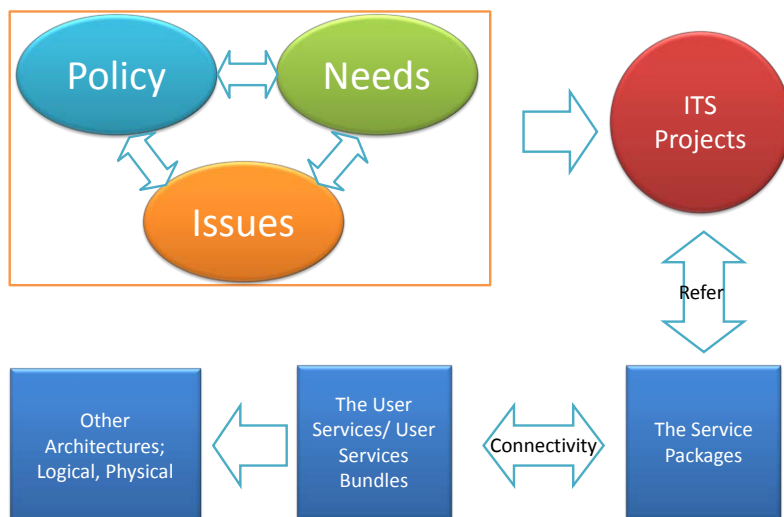 Policy
Needs
Issues
ITS
Projects
Refer
Other
Architectures;
Logical, Physical
The User
Services/ User
Services
Bundles
Connectivity
The Service
Packages